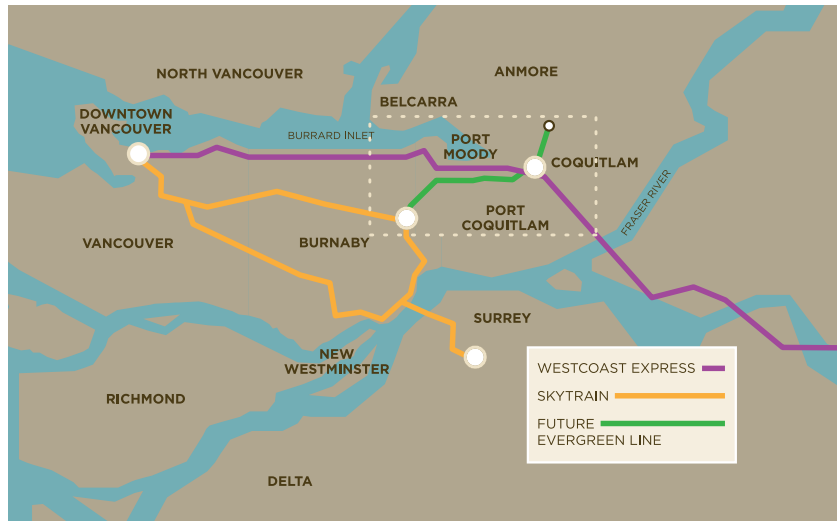 NORTH VANCOUVER
ANMORE
BELCARRA
DOWNTOWN
VANCOUVER
BURRARD INLET
PORT
MOODY
COQUITLAM
FRASER RIVER
PORT
COQUITLAM
VANCOUVER
BURNABY
SURREY
NEW
WESTMINSTER
RICHMOND
DELTA
WESTCOAST EXPRESS
SKYTRAIN
FUTURE
EVERGREEN LINE